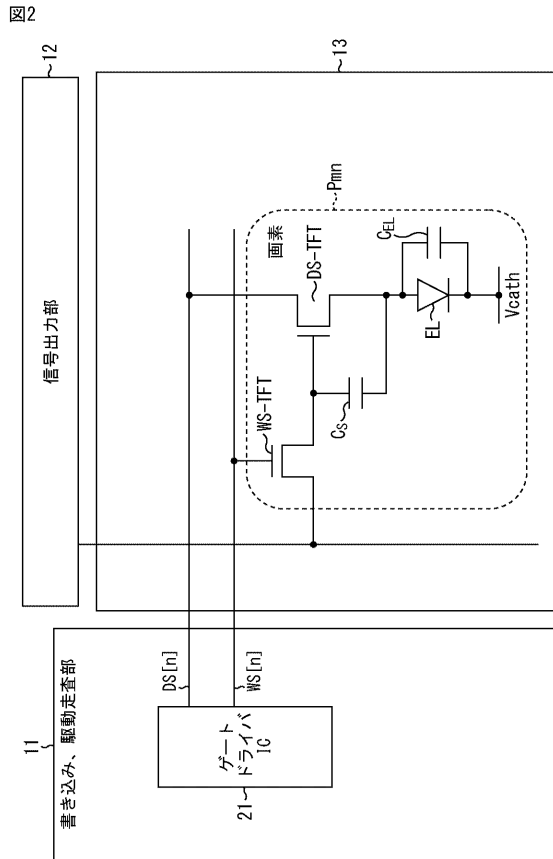 図2
12
信号出力部
13
Pmn
画素
DS-TFT
CEL
EL
Vcath
WS-TFT
CS
DS[n]
WS[n]
11
書き込み、駆動走査部
ゲート
ドライバ
IC
21